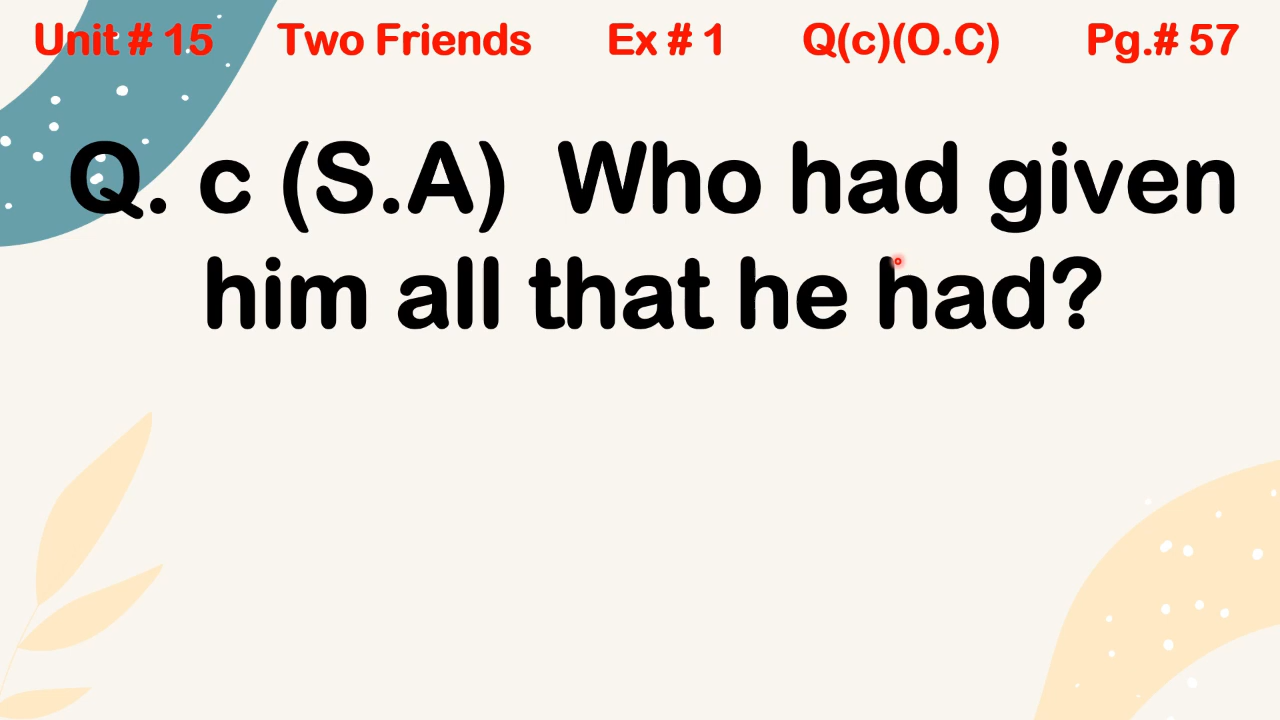 Unit # 15 Two Friends Ex # 1 Q(c)(O.C) Pg.# 57
Q. c (S.A) Who had given
him all that he had?